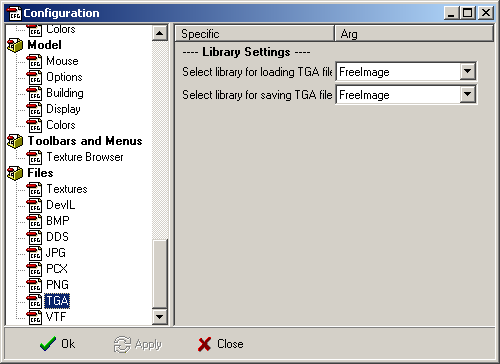 Configuration
Colors
Model
Mouse
Options
Building
Display
Colors
Toolbars and Menus
Texture Browser
Files
Textures
DevIL
BMP
DDS
JPG
PCX
PNG
TGA
VTF
Specific Arg
---- Library Settings ----
Select library for loading TGA file FreeImage
Select library for saving TGA file FreeImage
Ok Apply Close